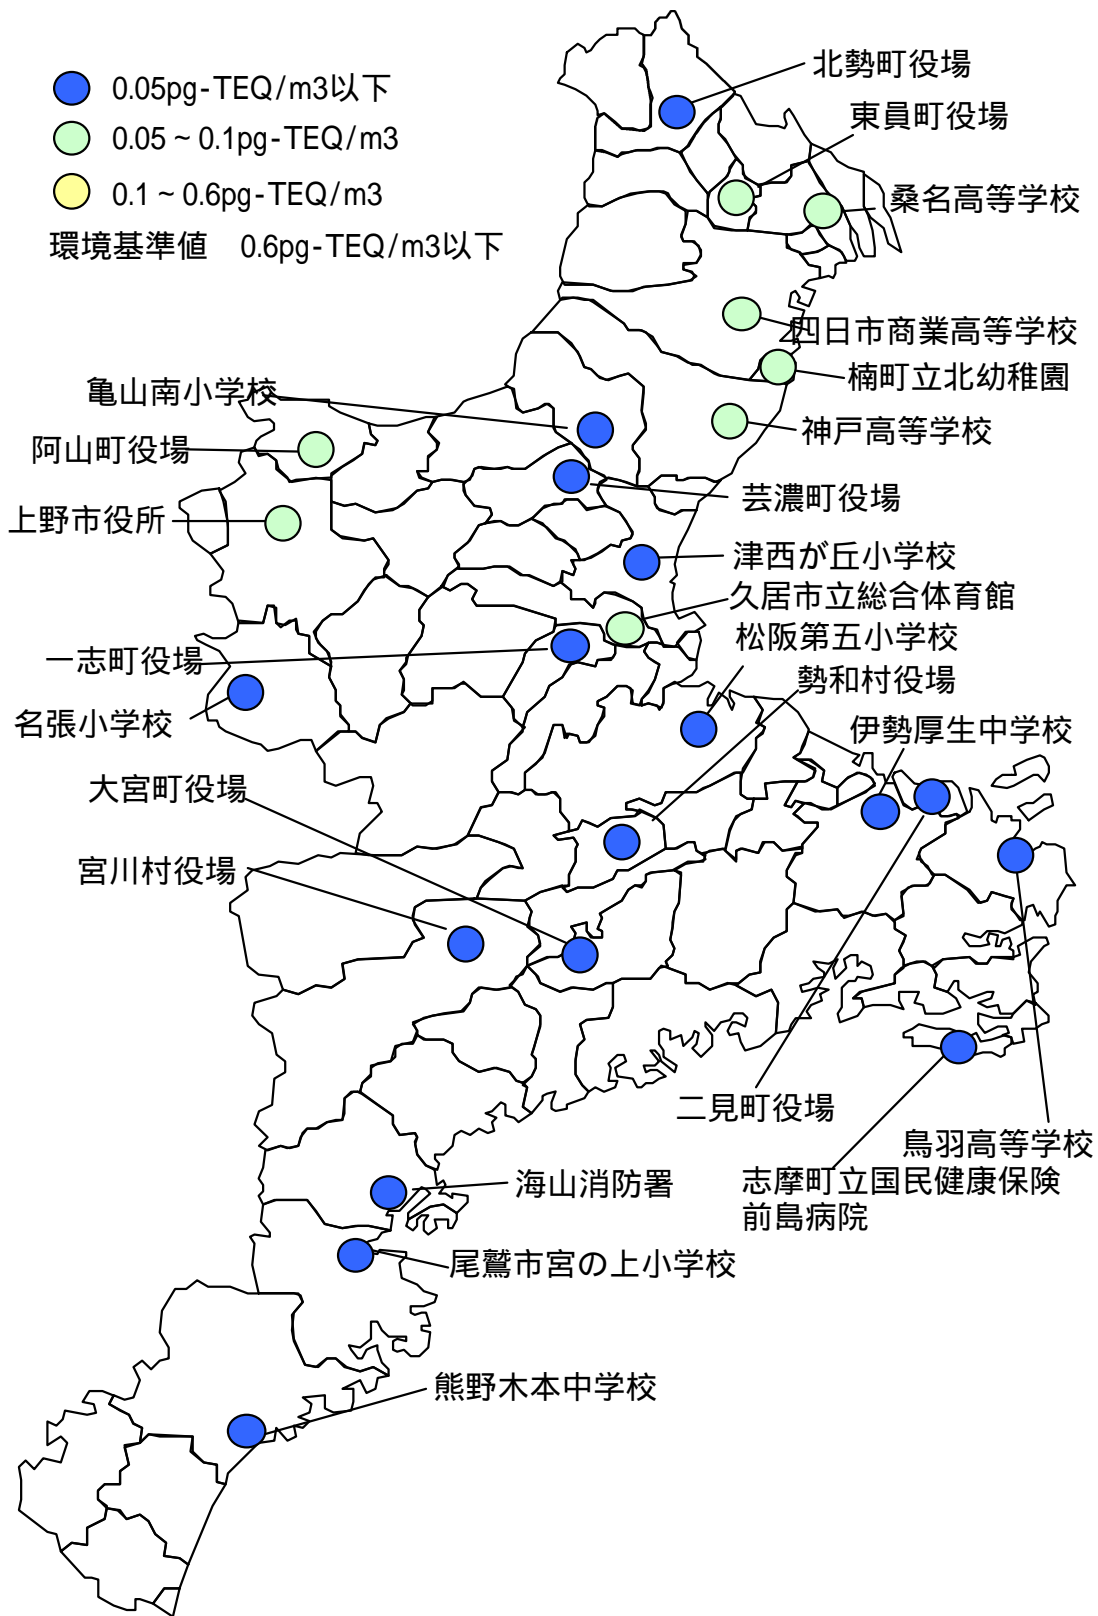 0.05pg-TEQ/m3以下
0.05～0.1pg-TEQ/m3
0.1～0.6pg-TEQ/m3
環境基準値　0.6pg-TEQ/m3以下
北勢町役場
東員町役場
桑名高等学校
四日市商業高等学校
楠町立北幼稚園
亀山南小学校
神戸高等学校
阿山町役場
芸濃町役場
上野市役所
津西が丘小学校
久居市立総合体育館
松阪第五小学校
一志町役場
勢和村役場
名張小学校
伊勢厚生中学校
大宮町役場
宮川村役場
二見町役場
鳥羽高等学校
志摩町立国民健康保険
前島病院
海山消防署
尾鷲市宮の上小学校
熊野木本中学校